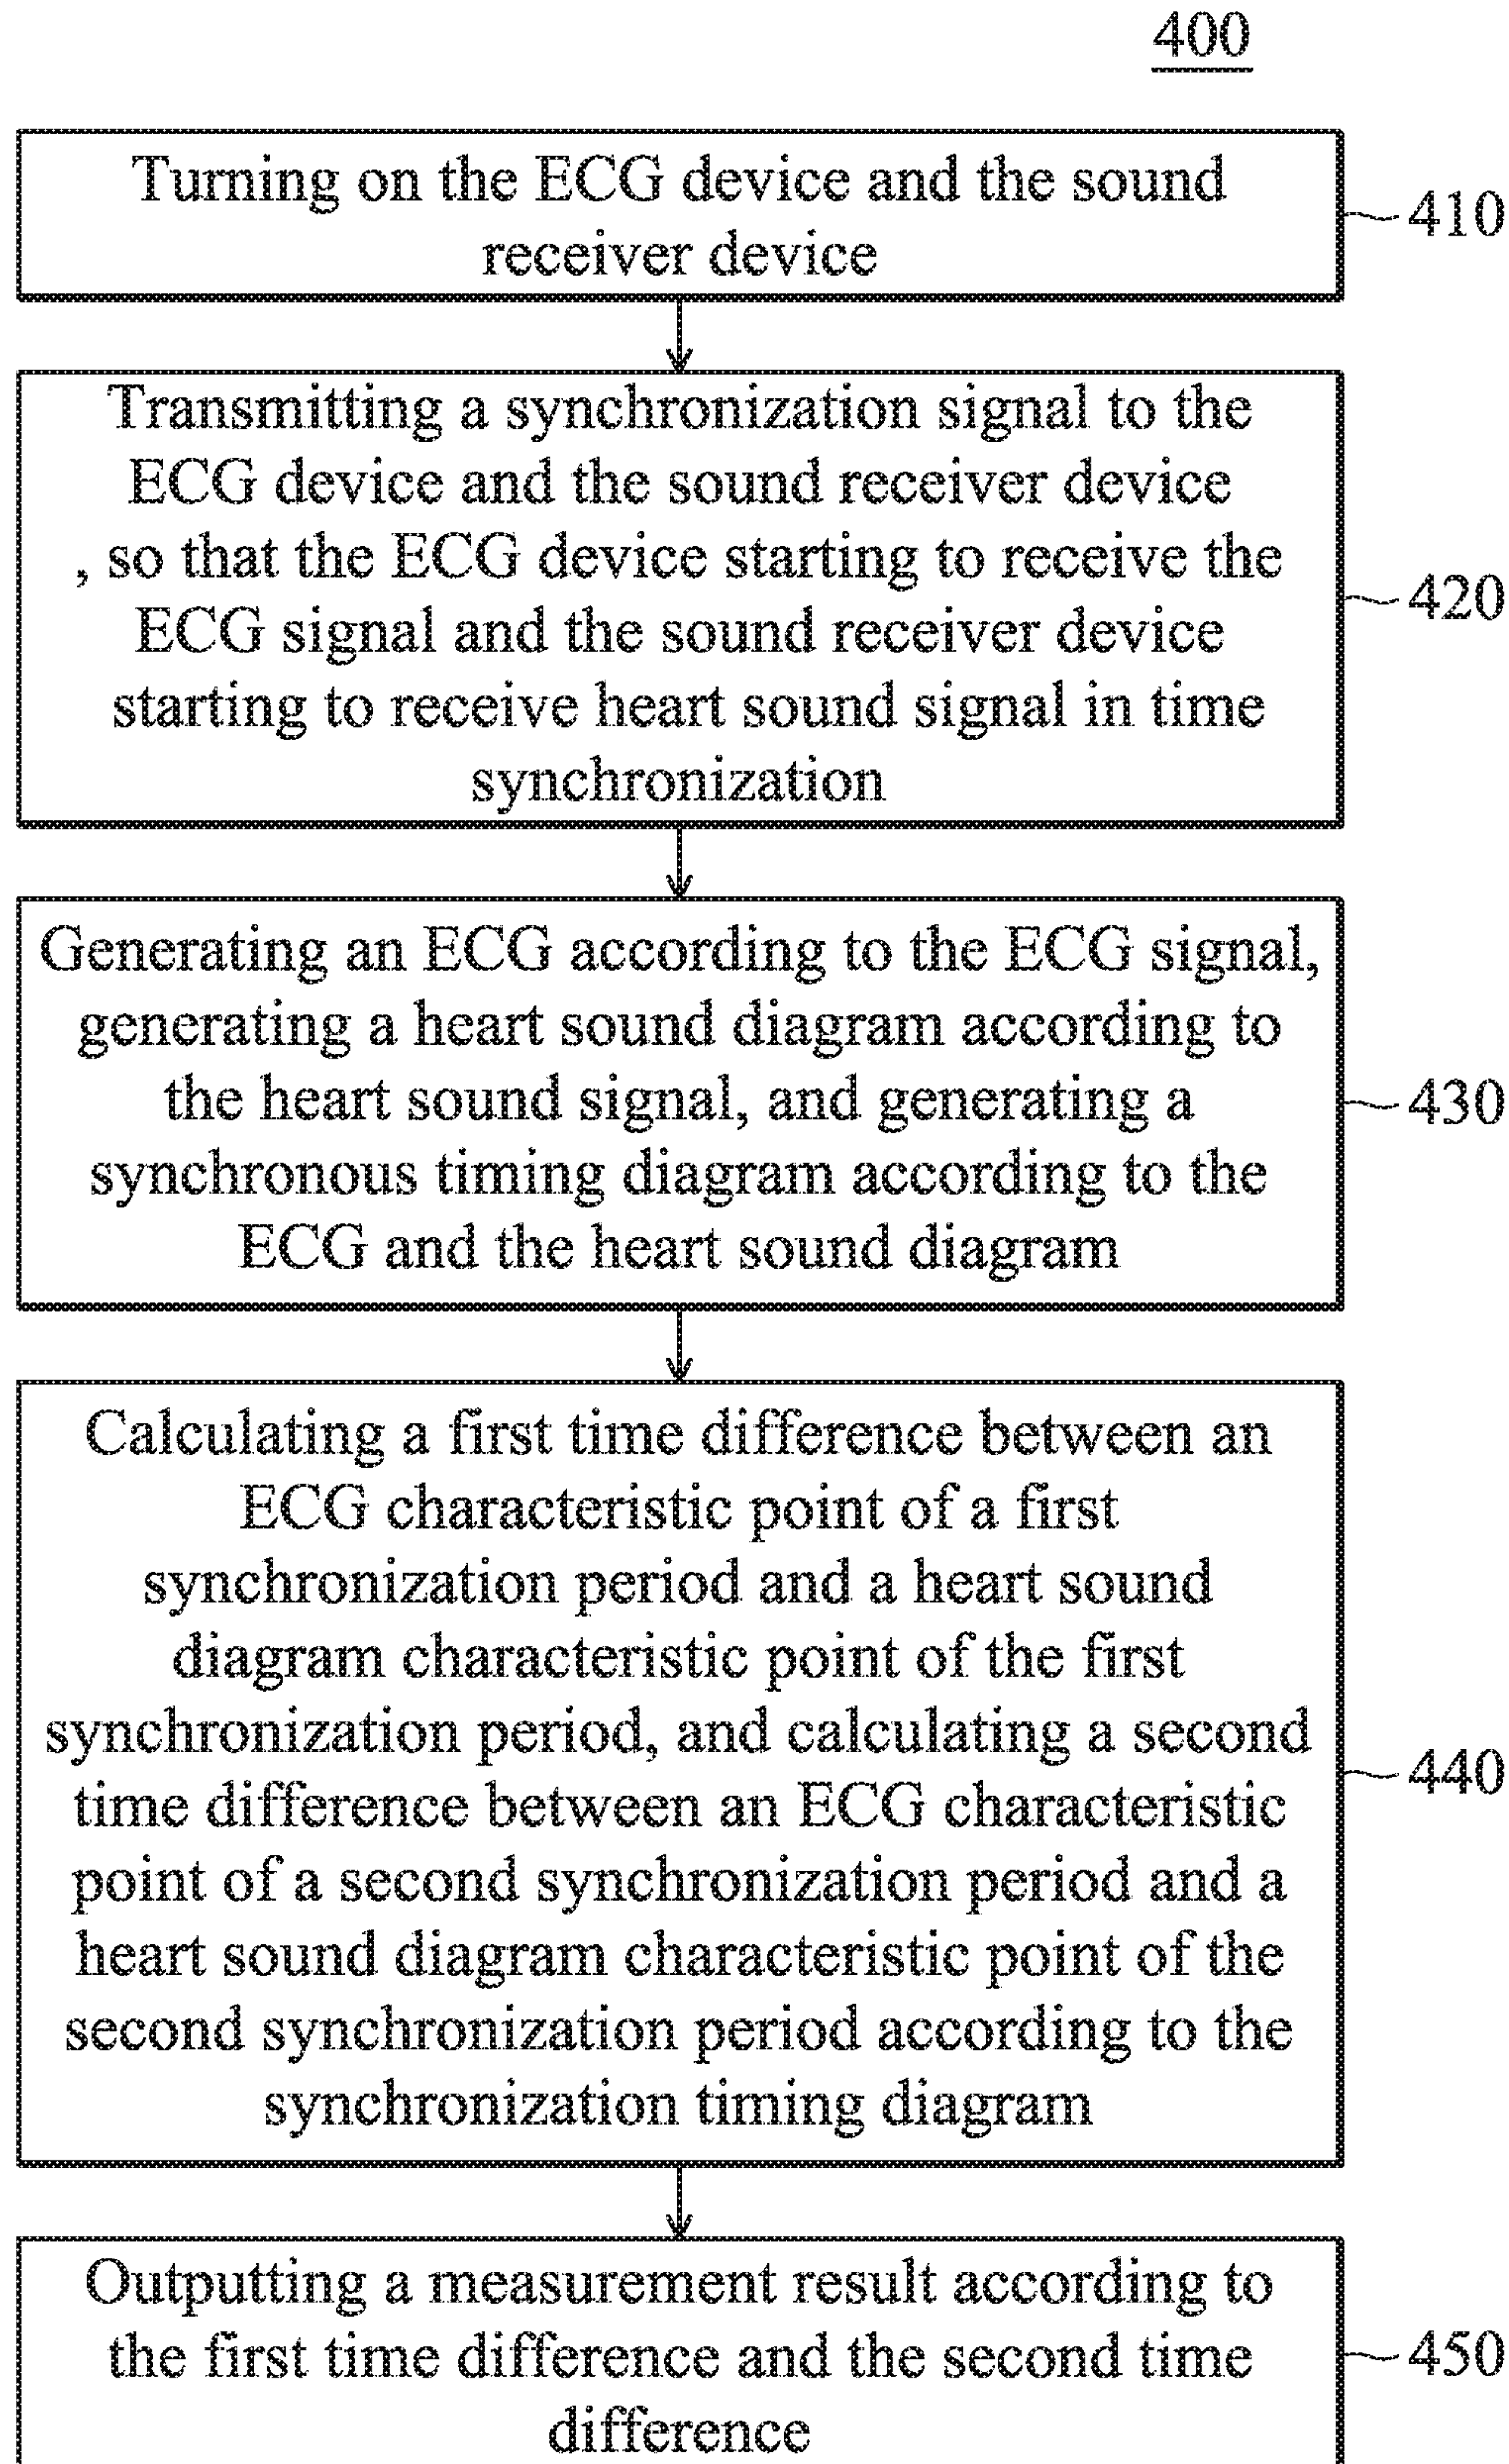 400
Turning on the ECG device and the sound
receiver device
410
Transmitting a synchronization signal to the
ECG device and the sound receiver device
, so that the ECG device starting to receive the
ECG signal and the sound receiver device
starting to receive heart sound signal in time
synchronization
420
Generating an ECG according to the ECG signal,
generating a heart sound diagram according to
the heart sound signal, and generating a
synchronous timing diagram according to the
ECG and the heart sound diagram
430
Calculating a first time difference between an
ECG characteristic point of a first
synchronization period and a heart sound
diagram characteristic point of the first
synchronization period, and calculating a second
time difference between an ECG characteristic
point of a second synchronization period and a
heart sound diagram characteristic point of the
second synchronization period according to the
synchronization timing diagram
440
Outputting a measurement result according to
the first time difference and the second time
difference
450